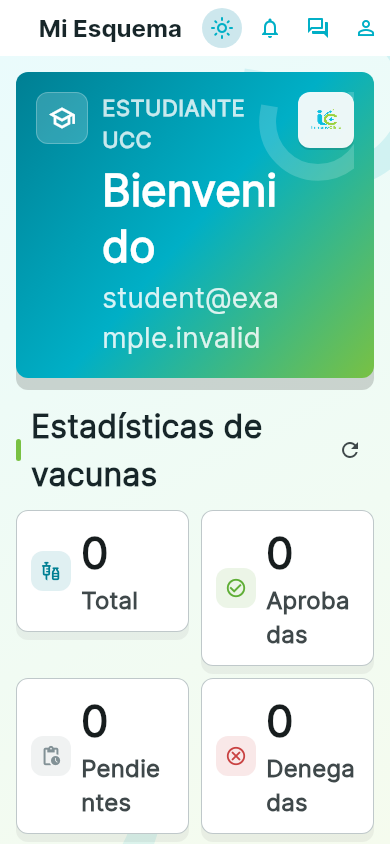 Mi Esquema
ESTUDIANTE
UCC
Bienveni
do
student@exa
mple.invalid
Estadísticas de
vacunas
0
Total
0
Aproba
das
0
Pendie
ntes
0
Denega
das